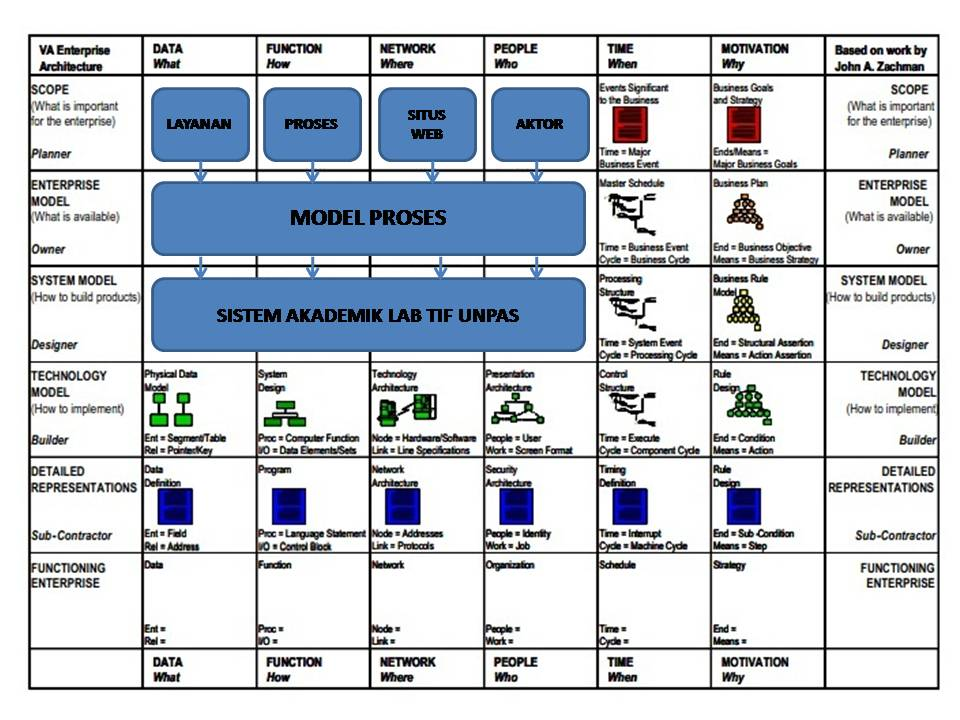 VA Enterprise
Architecture
DATA
What
FUNCTION
How
NETWORK
Where
PEOPLE
Who
TIME
When
MOTIVATION
Why
Based on work by
John A. Zachman
SCOPE
(What is important
for the enterprise)
Planner
LAYANAN
PROSES
SITUS
WEB
AKTOR
Events Significant
to the Business
Time = Major
Business Event
Business Goals
and Strategy
Ends/Means =
Major Business Goals
SCOPE
(What is important
for the enterprise)
Planner
ENTERPRISE
MODEL
(What is available)
Owner
MODEL PROSES
Master Schedule
Time = Business Event
Cycle = Business Cycle
Business Plan
End = Business Objective
Means = Business Strategy
ENTERPRISE
MODEL
(What is available)
Owner
SYSTEM MODEL
(How to build products)
Designer
SISTEM AKADEMIK LAB TIF UNPAS
Processing
Structure
Time = System Event
Cycle = Processing Cycle
Business Rule
Model
End = Structural Assertion
Means = Action Assertion
SYSTEM MODEL
(How to build products)
Designer
TECHNOLOGY
MODEL
(How to implement)
Builder
Physical Data
Model
Ent = Segment/Table
Rel = Pointer/Key
System
Design
Proc = Computer Function
I/O = Data Elements/Sets
Technology
Architecture
Node = Hardware/Software
Link = Line Specifications
Presentation
Architecture
People = User
Work = Screen Format
Control
Structure
Time = Execute
Cycle = Component Cycle
Rule
Design
End = Condition
Means = Action
TECHNOLOGY
MODEL
(How to implement)
Builder
DETAILED
REPRESENTATIONS
Sub-Contractor
Data
Definition
Ent = Field
Rel = Address
Program
Proc = Language Statement
I/O = Control Block
Network
Architecture
Node = Addresses
Link = Protocols
Security
Architecture
People = Identity
Work = Job
Timing
Definition
Time = Interrupt
Cycle = Machine Cycle
Rule
Design
End = Sub-Condition
Means = Step
DETAILED
REPRESENTATIONS
Sub-Contractor
FUNCTIONING
ENTERPRISE
Data
Ent =
Rel =
Function
Proc =
I/O =
Network
Node =
Link =
Organization
People =
Work =
Schedule
Time =
Cycle =
Strategy
End =
Means =
FUNCTIONING
ENTERPRISE
DATA
What
FUNCTION
How
NETWORK
Where
PEOPLE
Who
TIME
When
MOTIVATION
Why